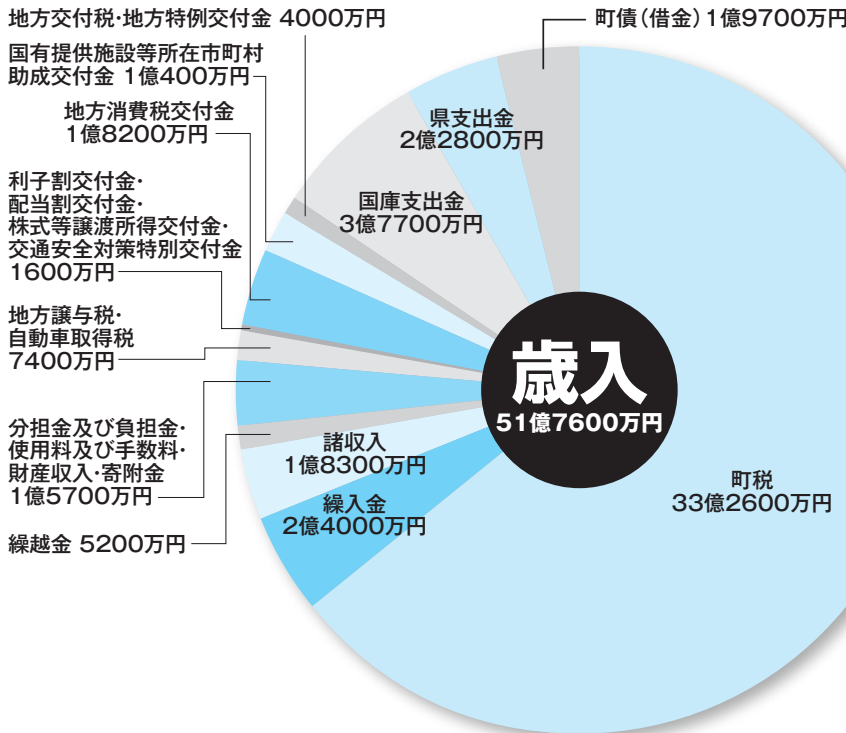 地方交付税・地方特例交付金 4000万円
町債（借金）1億9700万円
国有提供施設等所在市町村
助成交付金 1億400万円
地方消費税交付金
1億8200万円
県支出金
2億2800万円
利子割交付金・
配当割交付金・
株式等譲渡所得交付金・
交通安全対策特別交付金
1600万円
国庫支出金
3億7700万円
地方譲与税・
自動車取得税
7400万円
歳入
51億7600万円
分担金及び負担金・
使用料及び手数料・
財産収入・寄附金
1億5700万円
諸収入
1億8300万円
町税
33億2600万円
繰入金
2億4000万円
繰越金 5200万円